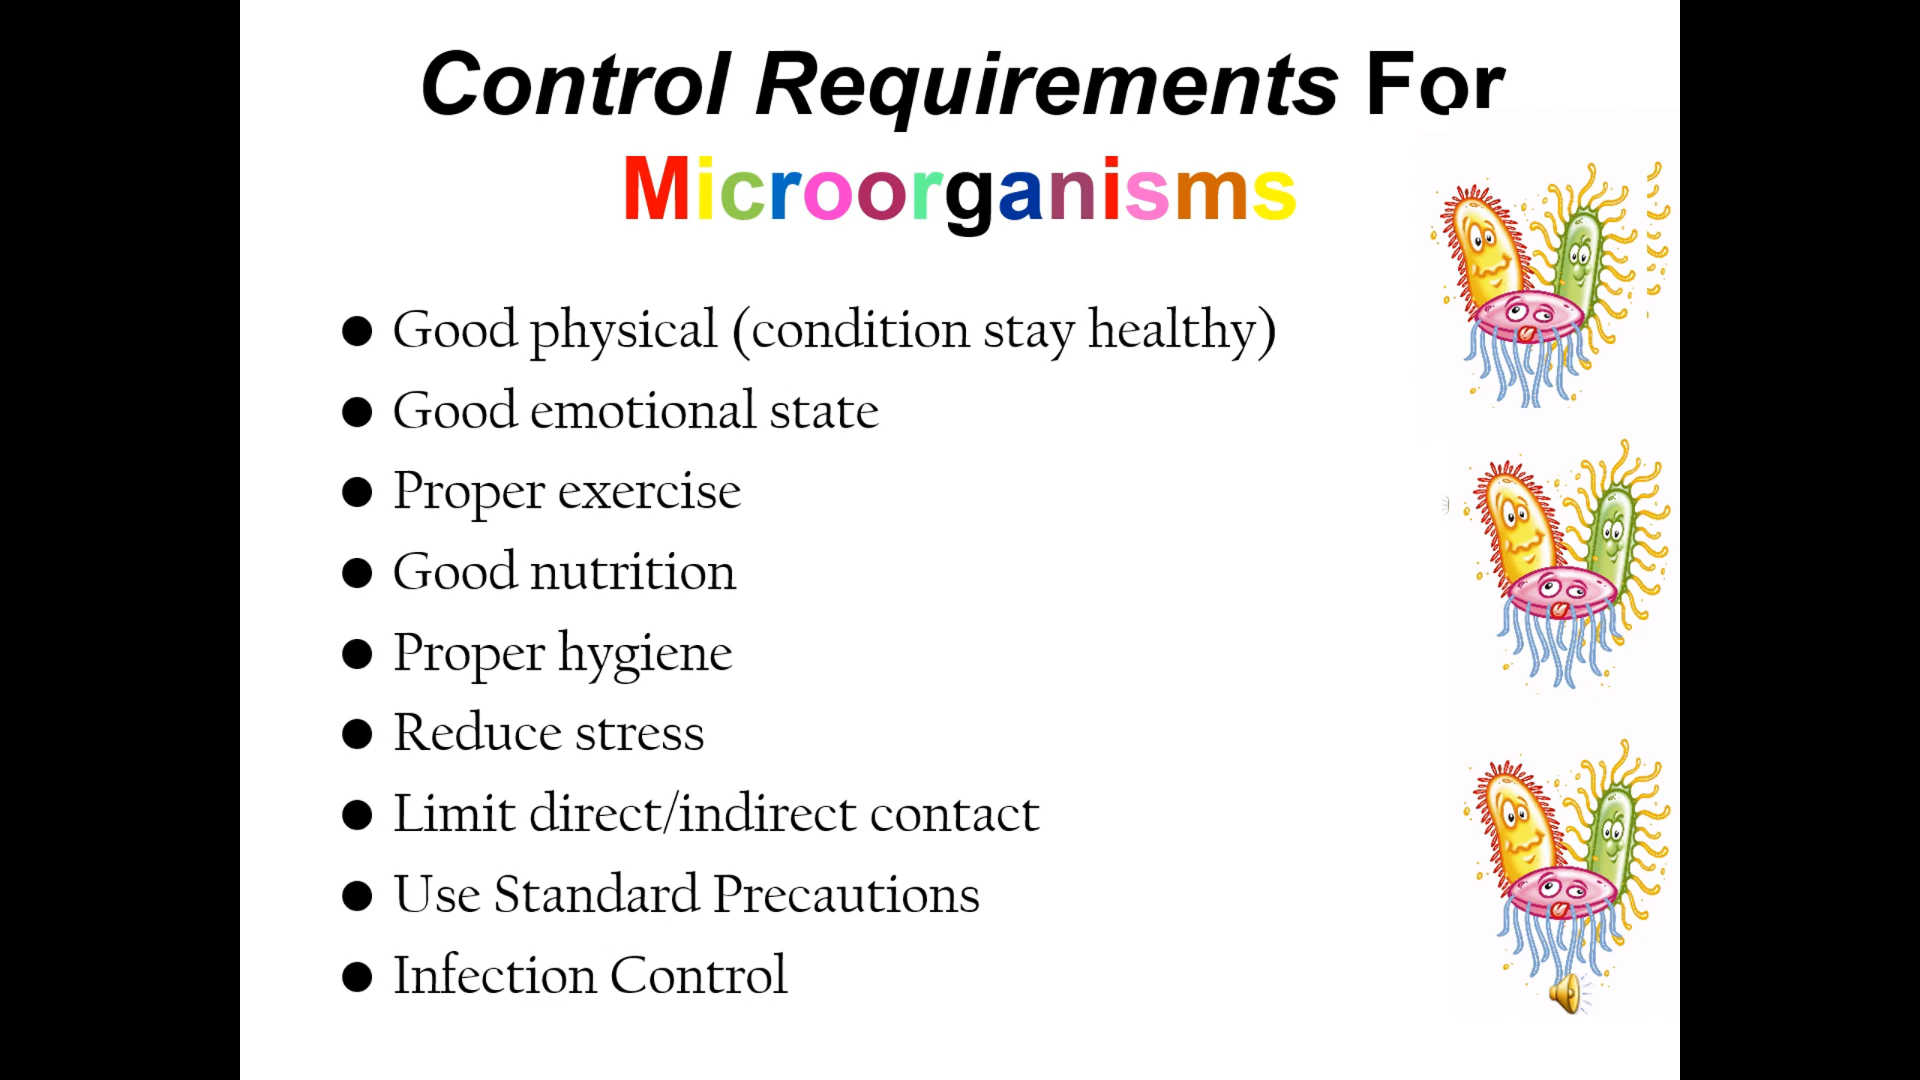 Control Requirements For
Microorganisms
● Good physical (condition stay healthy)
● Good emotional state
● Proper exercise
● Good nutrition
● Proper hygiene
● Reduce stress
● Limit direct/indirect contact
● Use Standard Precautions
● Infection Control